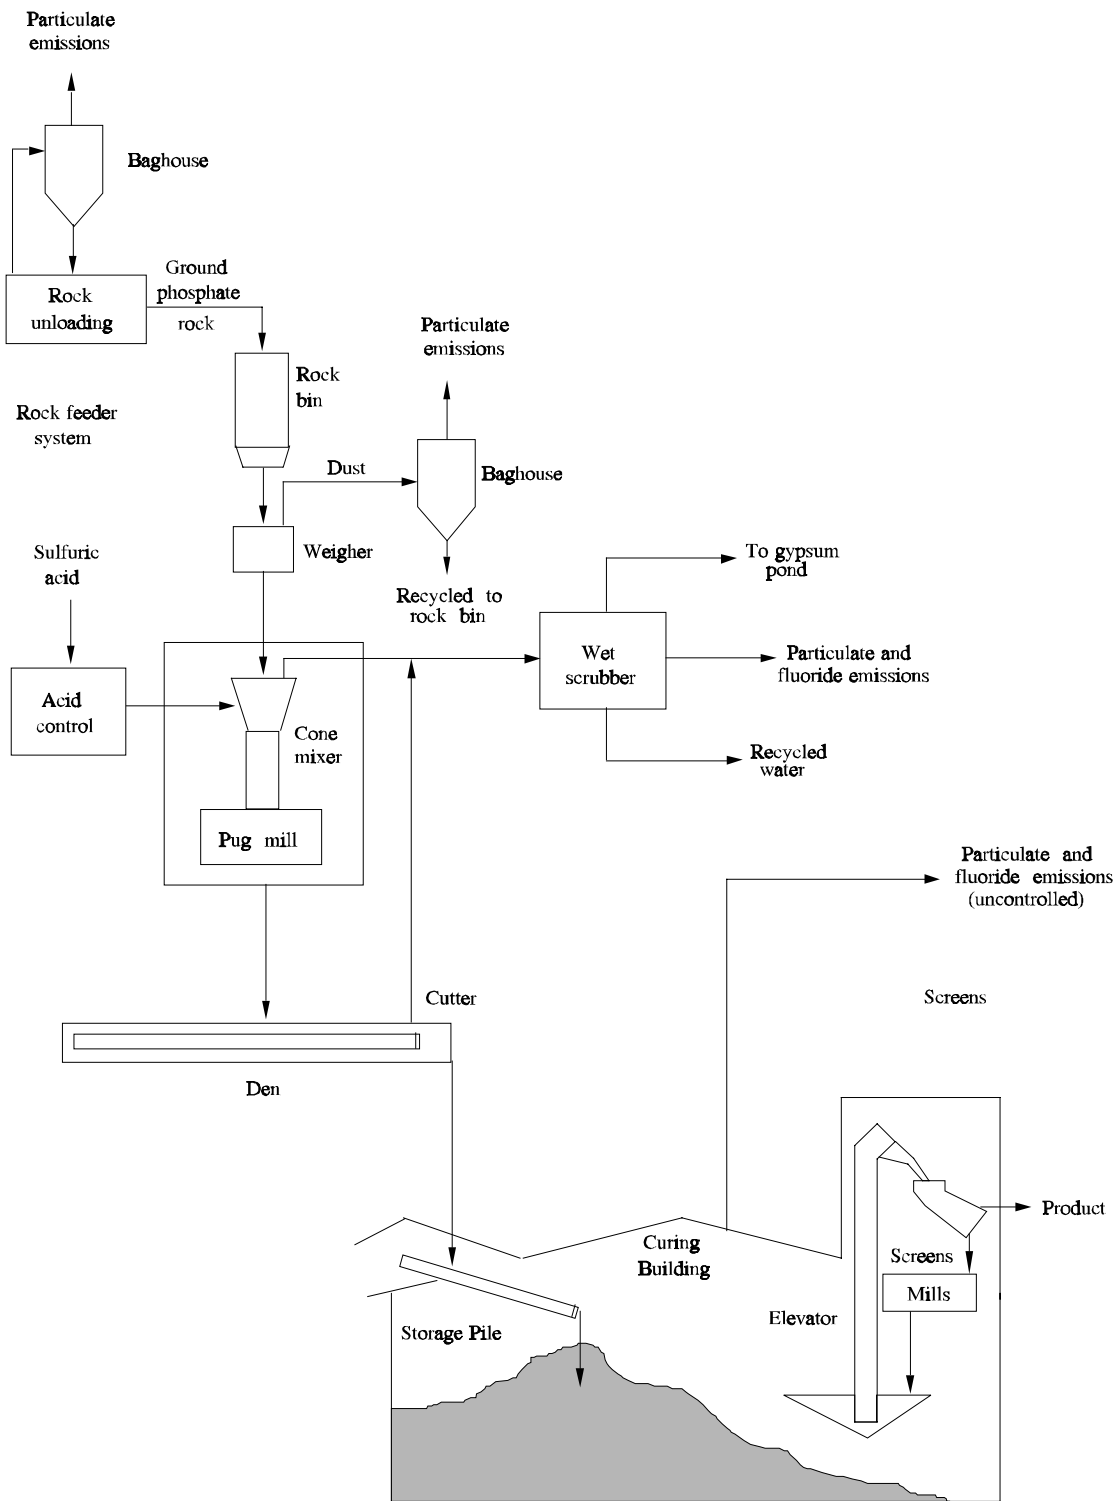 Particulate
emissions
Baghouse
Ground
phosphate
rock
Rock
unloading
Particulate
emissions
Rock
bin
Rock feeder
system
Dust
Baghouse
Sulfuric
acid
Weigher
To gypsum
pond
Recycled to
rock bin
Wet
scrubber
Particulate and
fluoride emissions
Acid
control
Cone
mixer
Recycled
water
Pug mill
Particulate and
fluoride emissions
(uncontrolled)
Cutter
Screens
Den
Product
Curing
Building
Screens
Mills
Elevator
Storage Pile